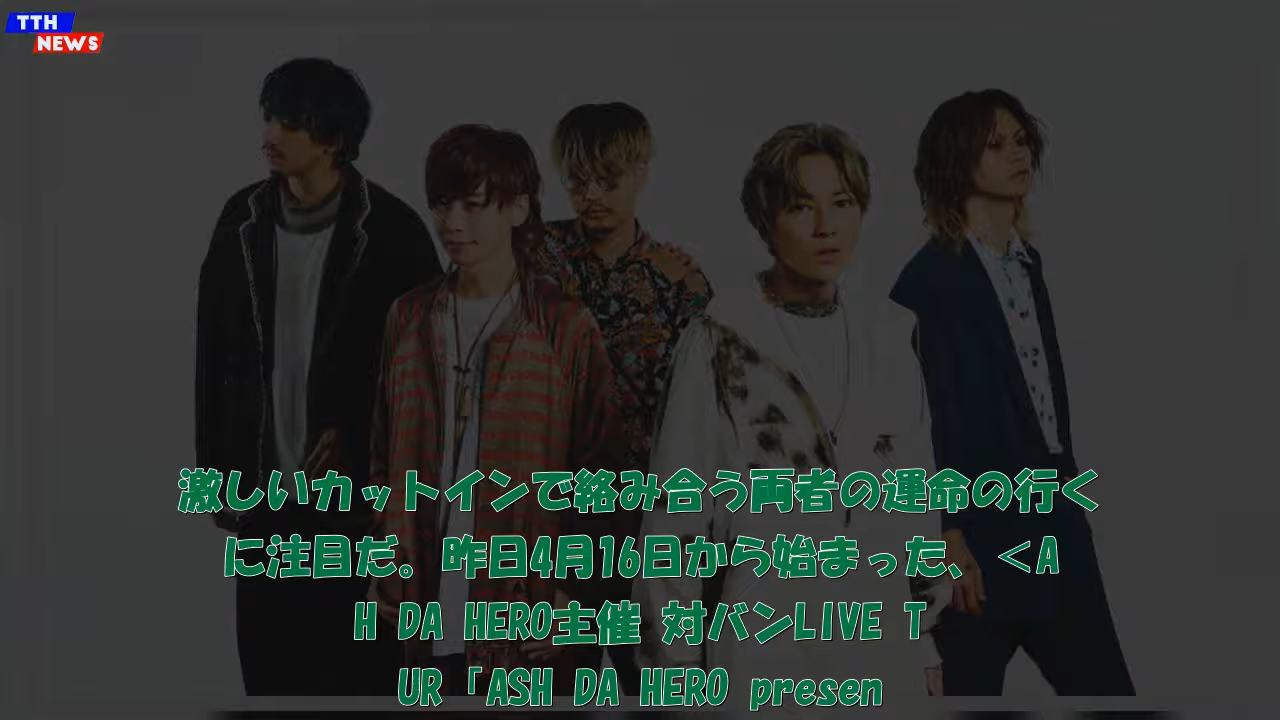 TTH
NEWS
激しいカットインで絡み合う両者の運命の行く
に注目だ。昨日4月16日から始まった、＜A
H DA HERO主催 対バンLIVE T
UR「ASH DA HERO presen